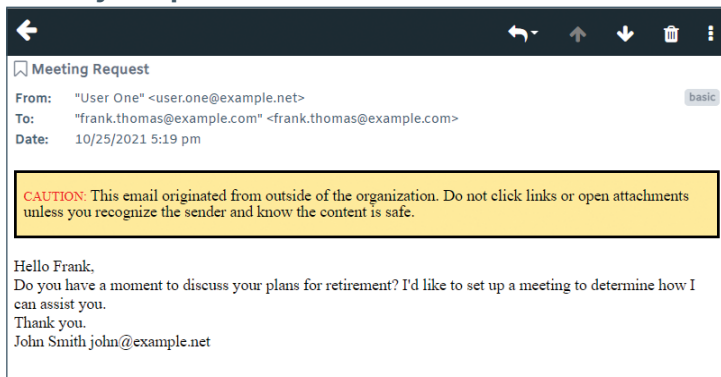 Meeting Request
From: "User One" <user.one@example.net> basic
To: "frank.thomas@example.com" <frank.thomas@example.com>
Date: 10/25/2021 5:19 pm
CAUTION: This email originated from outside of the organization. Do not click links or open attachments
unless you recognize the sender and know the content is safe.
Hello Frank,
Do you have a moment to discuss your plans for retirement? I'd like to set up a meeting to determine how I
can assist you.
Thank you.
John Smith john@example.net